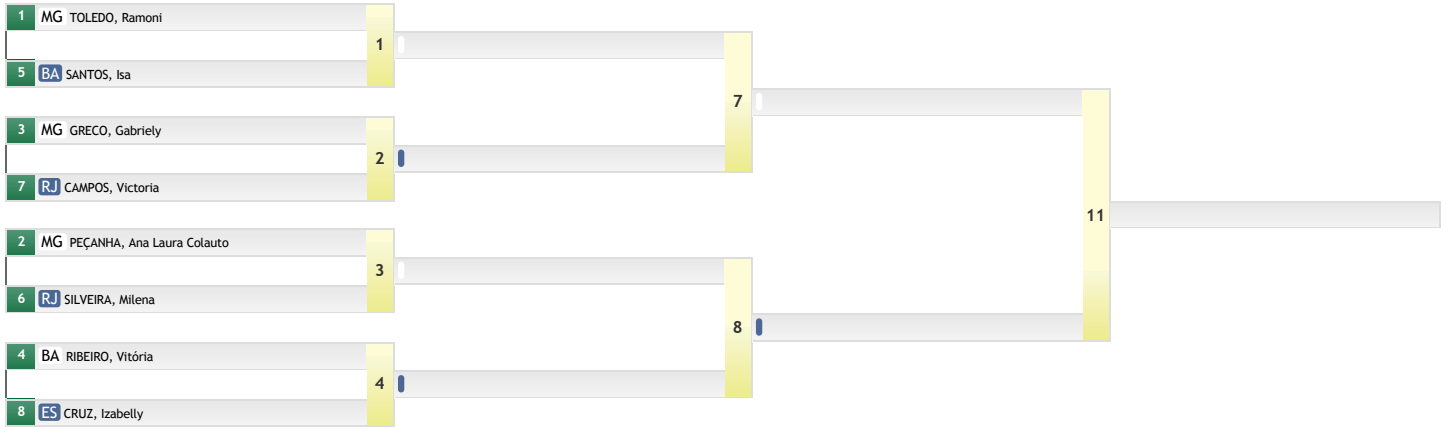 1 MG TOLEDO, Ramoni
1
5 BA SANTOS, Isa
7
3 MG GRECO, Gabriely
2
7 RJ CAMPOS, Victoria
11
2 MG PEÇANHA, Ana Laura Colauto
3
6 RJ SILVEIRA, Milena
8
4 BA RIBEIRO, Vitória
4
8 ES CRUZ, Izabelly